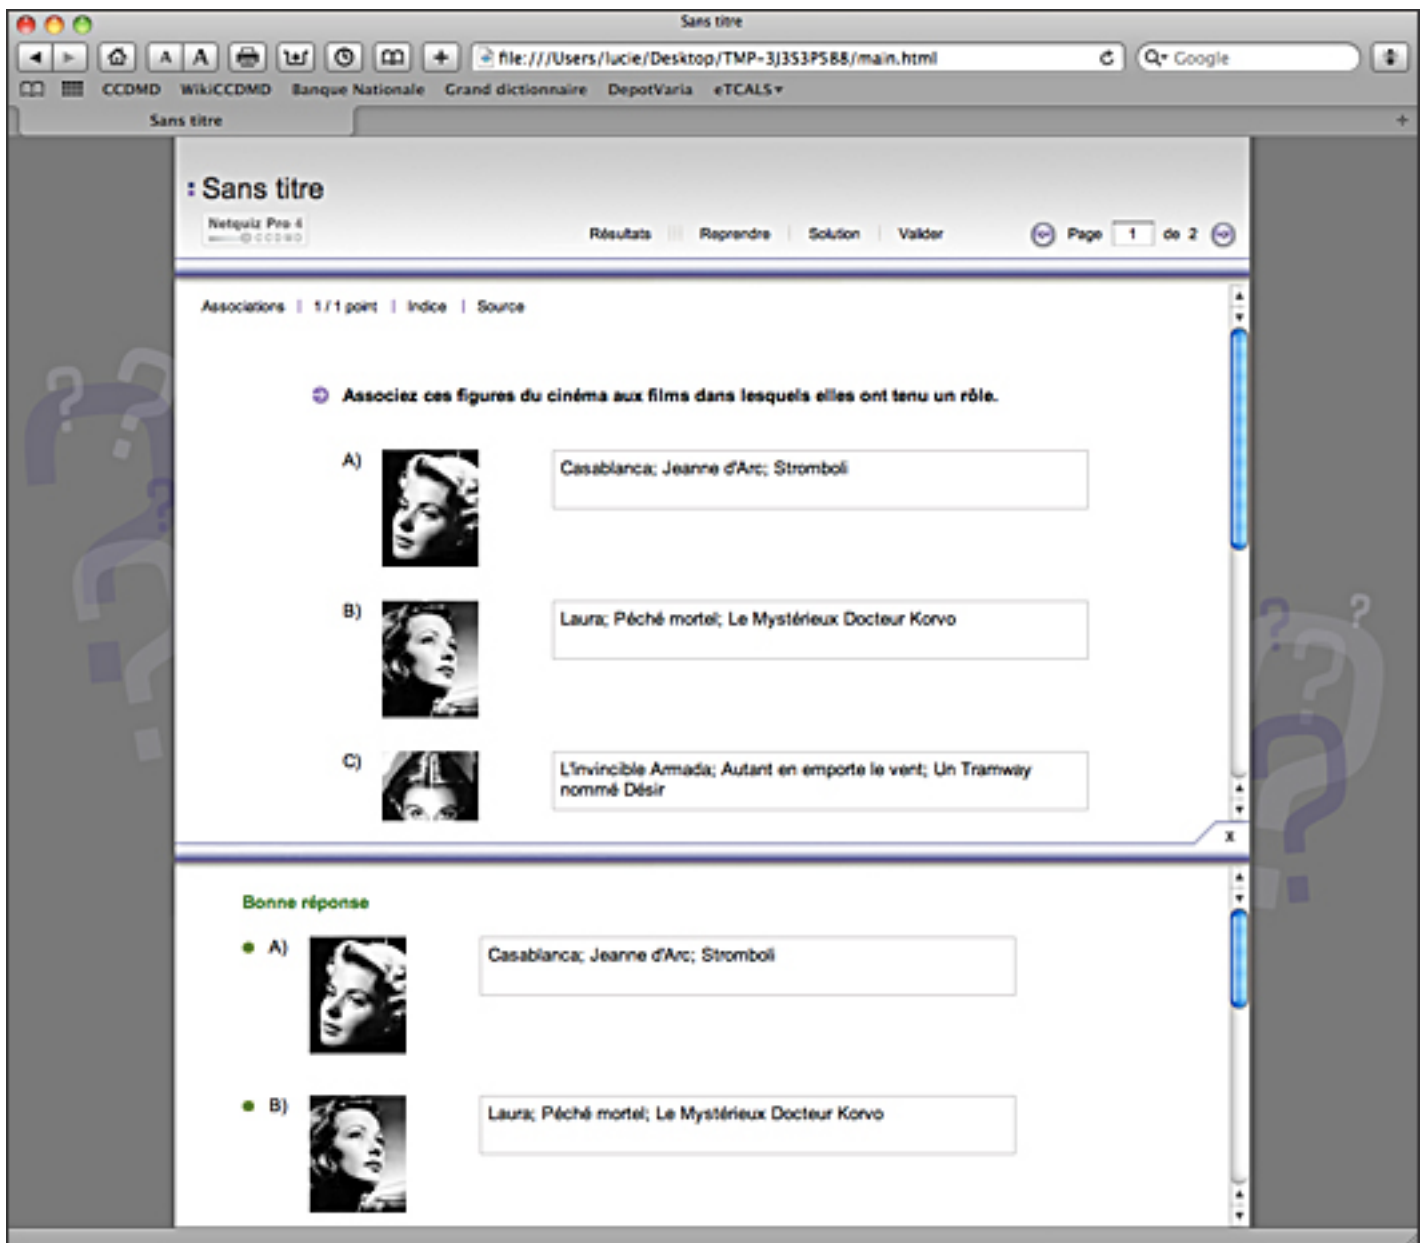 Sans titre
file:///Users/lucie/Desktop/TMP-3J3S3PS88/main.html
Google
CCDMD WikiCCDMD Banque Nationale Grand dictionnaire DepotVaria eTCALS
Sans titre
Sans titre
Netquiz Pro 4
CCDMD
Résultats Reprendre Solution Valider Page 1 de 2
Associations | 1 / 1 point | Indice | Source
Associez ces figures du cinéma aux films dans lesquels elles ont tenu un rôle.
A) Casablanca; Jeanne d'Arc; Stromboli
B) Laura; Péché mortel; Le Mystérieux Docteur Korvo
C) L'invincible Armada; Autant en emporte le vent; Un Tramway
nommé Désir
X
Bonne réponse
A) Casablanca; Jeanne d'Arc; Stromboli
B) Laura; Péché mortel; Le Mystérieux Docteur Korvo